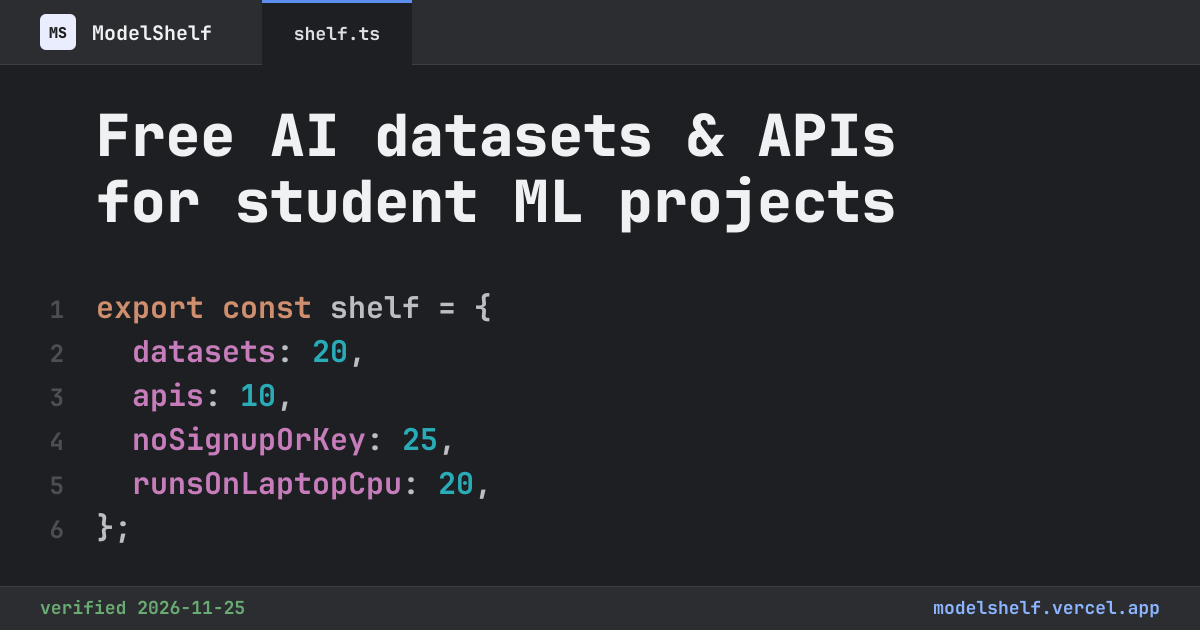 MS ModelShelf shelf.ts
Free AI datasets & APIs
for student ML projects
1 export const shelf = {
2 datasets: 20,
3 apis: 10,
4 noSignupOrKey: 25,
5 runsOnLaptopCpu: 20,
6 };
verified 2026-11-25 modelshelf.vercel.app